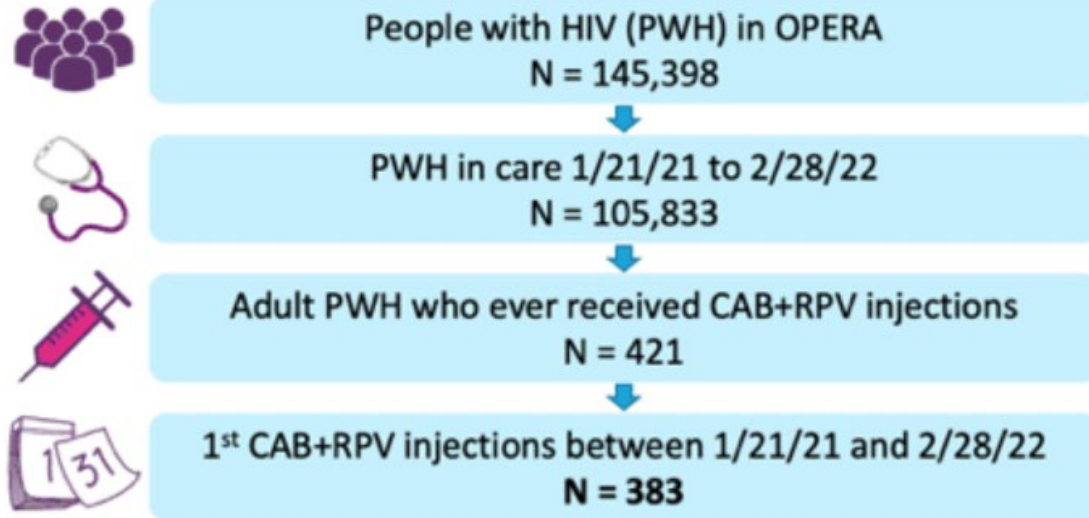 People with HIV (PWH) in OPERA
N = 145,398
PWH in care 1/21/21 to 2/28/22
N = 105,833
Adult PWH who ever received CAB+RPV injections
N = 421
1st CAB+RPV injections between 1/21/21 and 2/28/22
N = 383
1
31